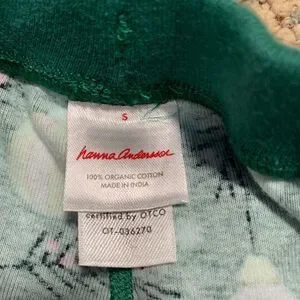 S
hanna andersson
100% ORGANIC COTTON
MADE IN INDIA
certified by OTCO
OT-036270